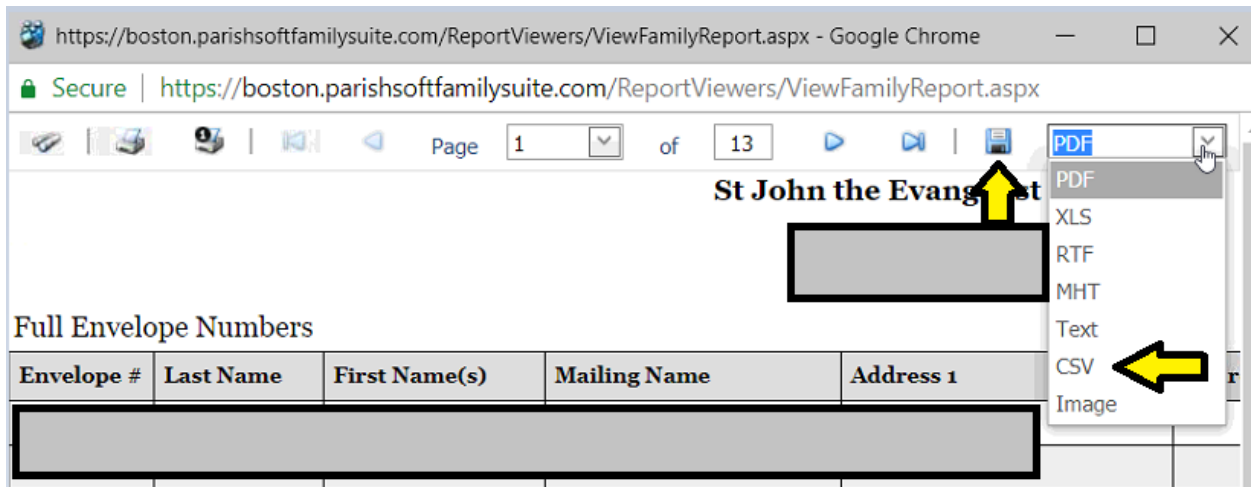 https://boston.parishsoftfamilysuite.com/ReportViewers/ViewFamilyReport.aspx - Google Chrome
Secure | https://boston.parishsoftfamilysuite.com/ReportViewers/ViewFamilyReport.aspx
Page 1 of 13 PDF
PDF
St John the Evang st
XLS
RTF
MHT
Full Envelope Numbers
Text
CSV
Envelope # Last Name First Name(s) Mailing Name Address 1
Image